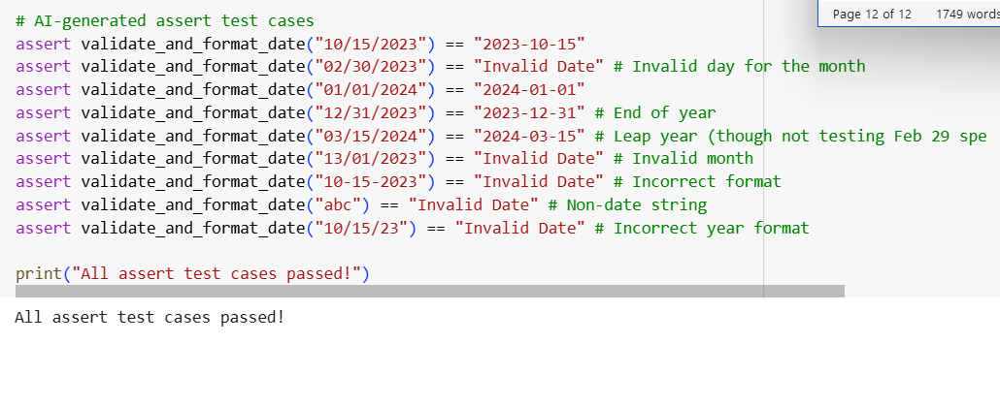 # AI-generated assert test cases
Page 12 of 12 1749 words
assert validate_and_format_date("10/15/2023") == "2023-10-15"
assert validate_and_format_date("02/30/2023") == "Invalid Date" # Invalid day for the month
assert validate_and_format_date("01/01/2024") == "2024-01-01"
assert validate_and_format_date("12/31/2023") == "2023-12-31" # End of year
assert validate_and_format_date("03/15/2024") == "2024-03-15" # Leap year (though not testing Feb 29 spe
assert validate_and_format_date("13/01/2023") == "Invalid Date" # Invalid month
assert validate_and_format_date("10-15-2023") == "Invalid Date" # Incorrect format
assert validate_and_format_date("abc") == "Invalid Date" # Non-date string
assert validate_and_format_date("10/15/23") == "Invalid Date" # Incorrect year format
print("All assert test cases passed!")
All assert test cases passed!